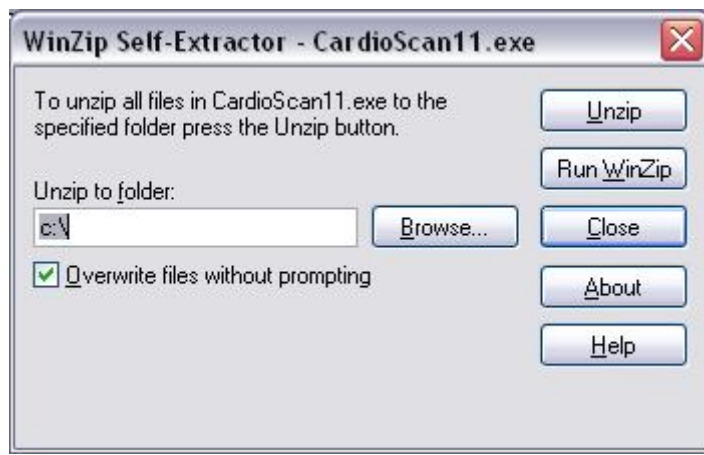 WinZip Self-Extractor - CardioScan11.exe
To unzip all files in CardioScan11.exe to the
specified folder press the Unzip button.
Unzip
Run WinZip
Unzip to folder:
c:\
Browse...
Close
Overwrite files without prompting
About
Help